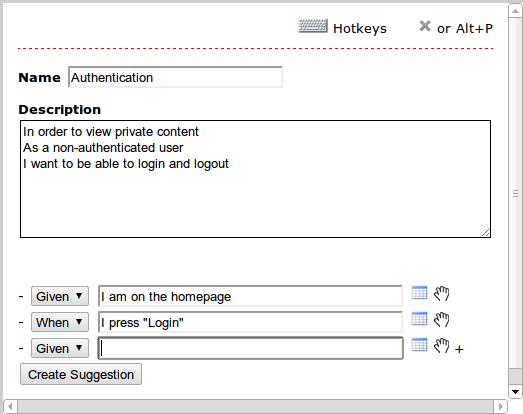 Hotkeys × or Alt+P
Name Authentication
Description
In order to view private content
As a non-authenticated user
I want to be able to login and logout
- Given ▼ I am on the homepage
- When ▼ I press "Login"
- Given ▼ +
Create Suggestion